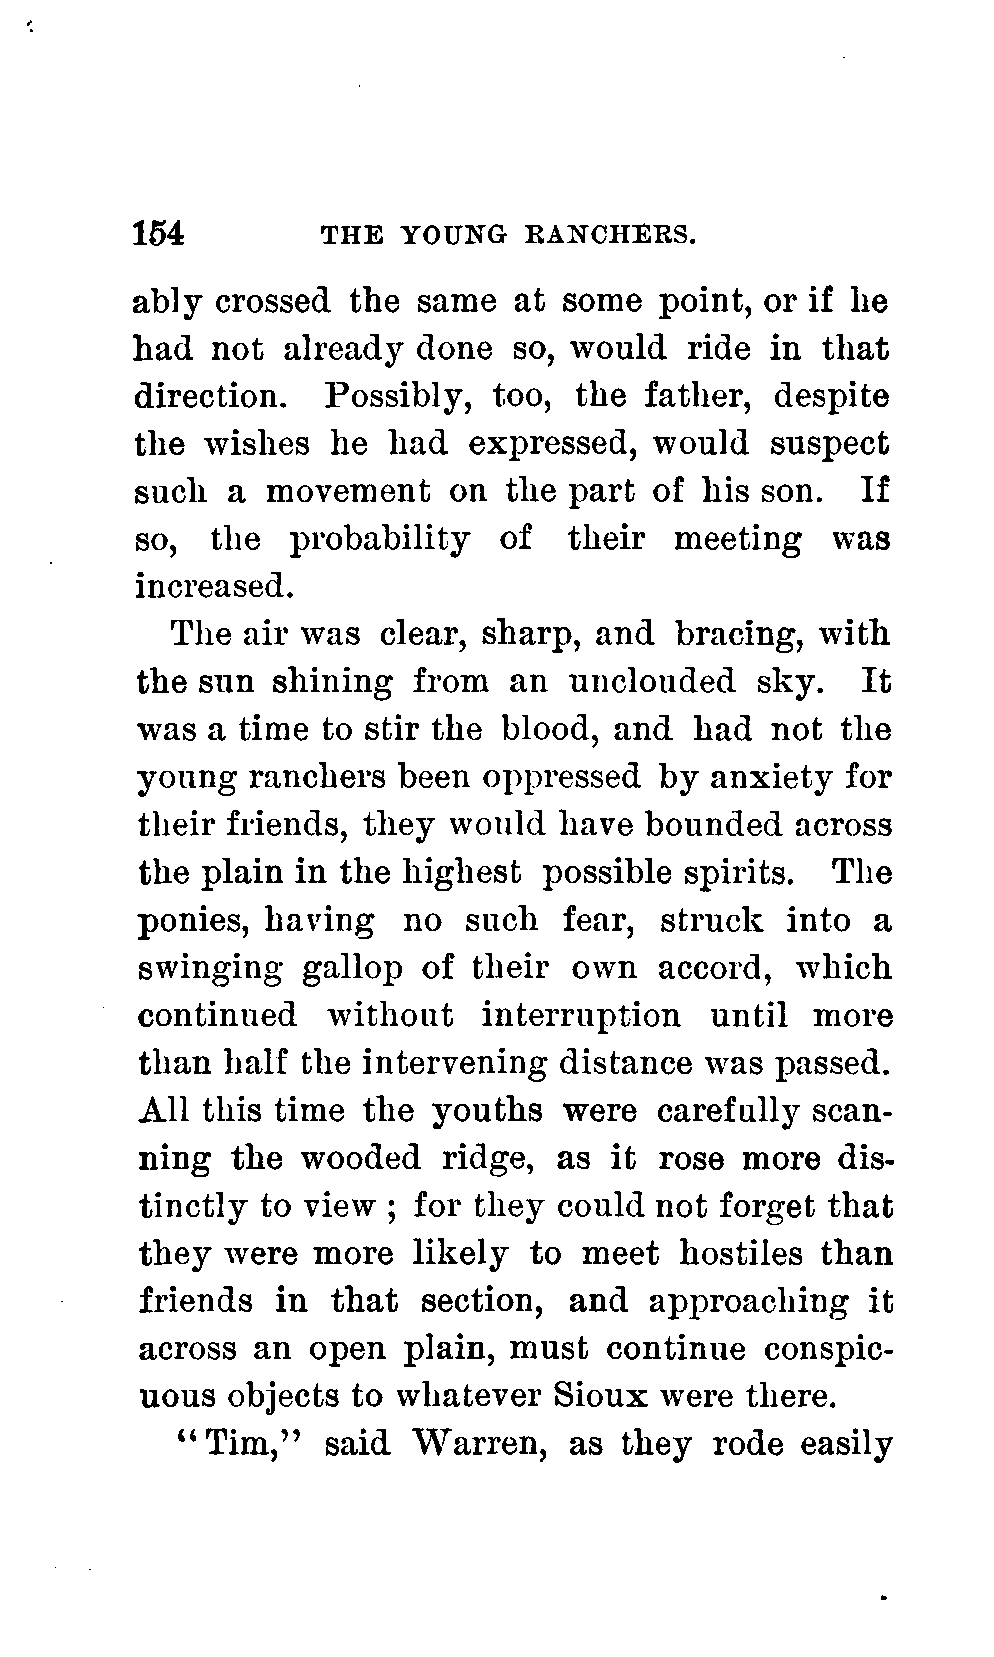 154 THE YOUNG RANCHERS.
ably crossed the same at some point, or if he
had not already done so, would ride in that
direction. Possibly, too, the father, despite
the wishes he had expressed, would suspect
such a movement on the part of his son. If
so, the probability of their meeting was
increased.
The air was clear, sharp, and bracing, with
the sun shining from an unclouded sky. It
was a time to stir the blood, and had not the
young ranchers been oppressed by anxiety for
their friends, they would have bounded across
the plain in the highest possible spirits. The
ponies, having no such fear, struck into a
swinging gallop of their own accord, which
continued without interruption until more
than half the intervening distance was passed.
All this time the youths were carefully scan-
ning the wooded ridge, as it rose more dis-
tinctly to view ; for they could not forget that
they were more likely to meet hostiles than
friends in that section, and approaching it
across an open plain, must continue conspic-
uous objects to whatever Sioux were there.
“Tim,” said Warren, as they rode easily